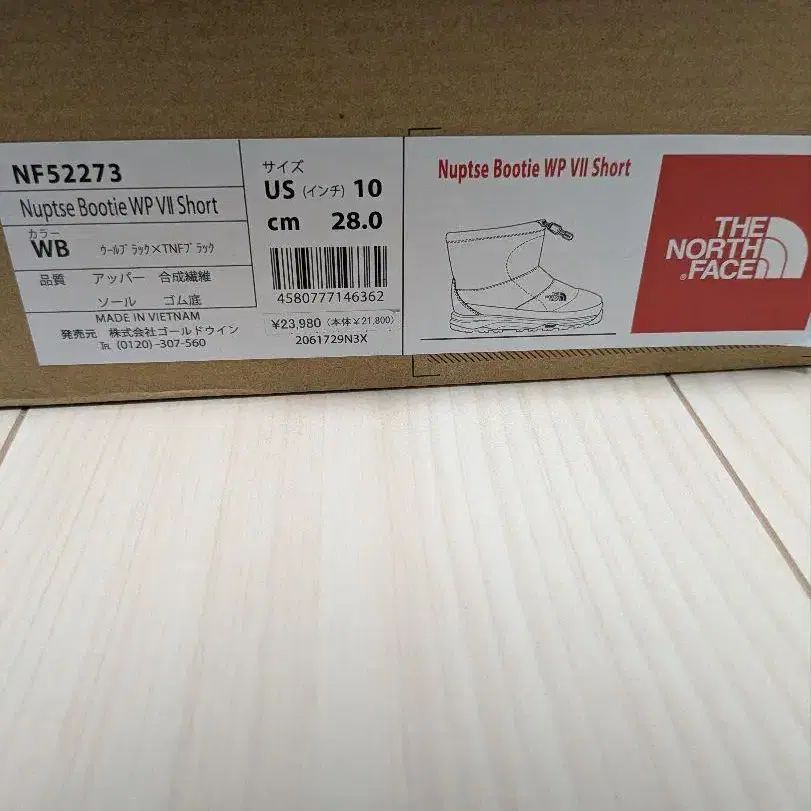 NF52273
Nuptse Bootie WP VII Short
カラー
WB ウールブラック×TNFブラック
品質 アッパー 合成繊維
ソール ゴム底
MADE IN VIETNAM
発売元 株式会社ゴールドウイン
℡ (0120)-307-560
サイズ
US (インチ) 10
cm 28.0
4580777146362
¥23,980 (本体¥21,800)
2061729N3X
Nuptse Bootie WP VII Short
THE
NORTH
FACE